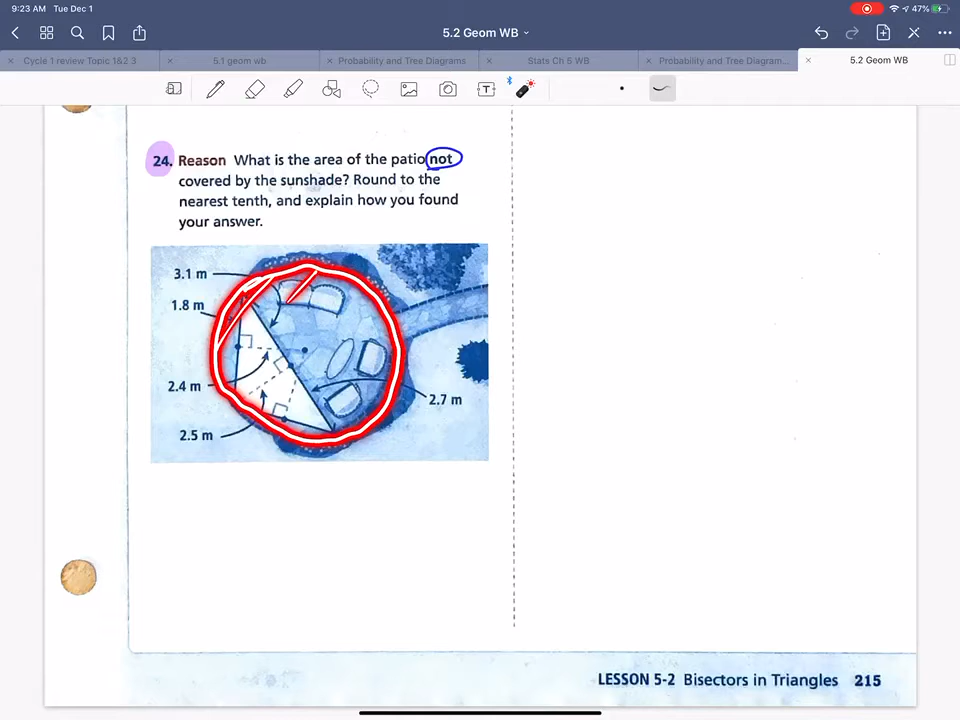 9:23 AM Tue Dec 1
47%
5.2 Geom WB
Cycle 1 review Topic 1&2 3
5.1 geom wb
Probability and Tree Diagrams
Stats Ch 5 WB
Probability and Tree Diagram...
5.2 Geom WB
24. Reason What is the area of the patio not
covered by the sunshade? Round to the
nearest tenth, and explain how you found
your answer.
3.1 m
1.8 m
2.4 m
2.7 m
2.5 m
LESSON 5-2 Bisectors in Triangles 215